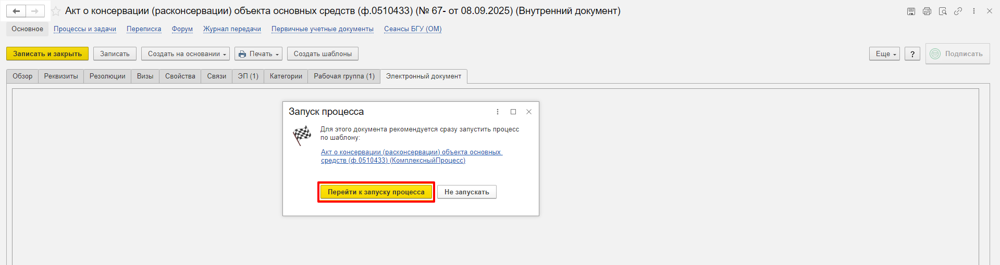 Акт о консервации (расконсервации) объекта основных средств (ф.0510433) (№ 67- от 08.09.2025) (Внутренний документ)
Основное Процессы и задачи Переписка Форум Журнал передачи Первичные учетные документы Сеансы БГУ (ОМ)
Записать и закрыть Записать Создать на основании Печать Создать шаблоны Еще ? Подписать
Обзор Реквизиты Резолюции Визы Свойства Связи ЭП (1) Категории Рабочая группа (1) Электронный документ
Запуск процесса
Для этого документа рекомендуется сразу запустить процесс
по шаблону:
Акт о консервации (расконсервации) объекта основных
средств (ф.0510433) (КомплексныйПроцесс)
Перейти к запуску процесса Не запускать